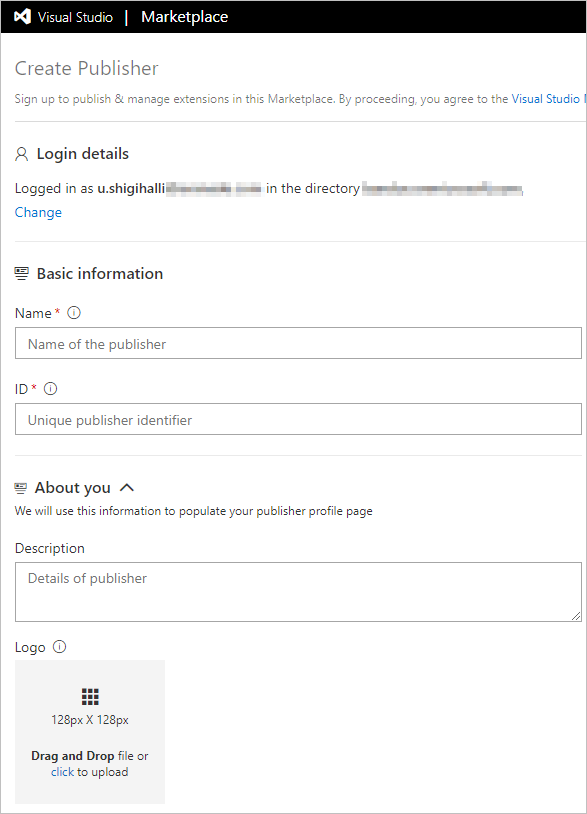 Visual Studio | Marketplace
Create Publisher
Sign up to publish & manage extensions in this Marketplace. By proceeding, you agree to the Visual Studio
Login details
Logged in as u.shigihalli in the directory
Change
Basic information
Name *
Name of the publisher
ID *
Unique publisher identifier
About you
We will use this information to populate your publisher profile page
Description
Details of publisher
Logo
128px X 128px
Drag and Drop file or
click to upload